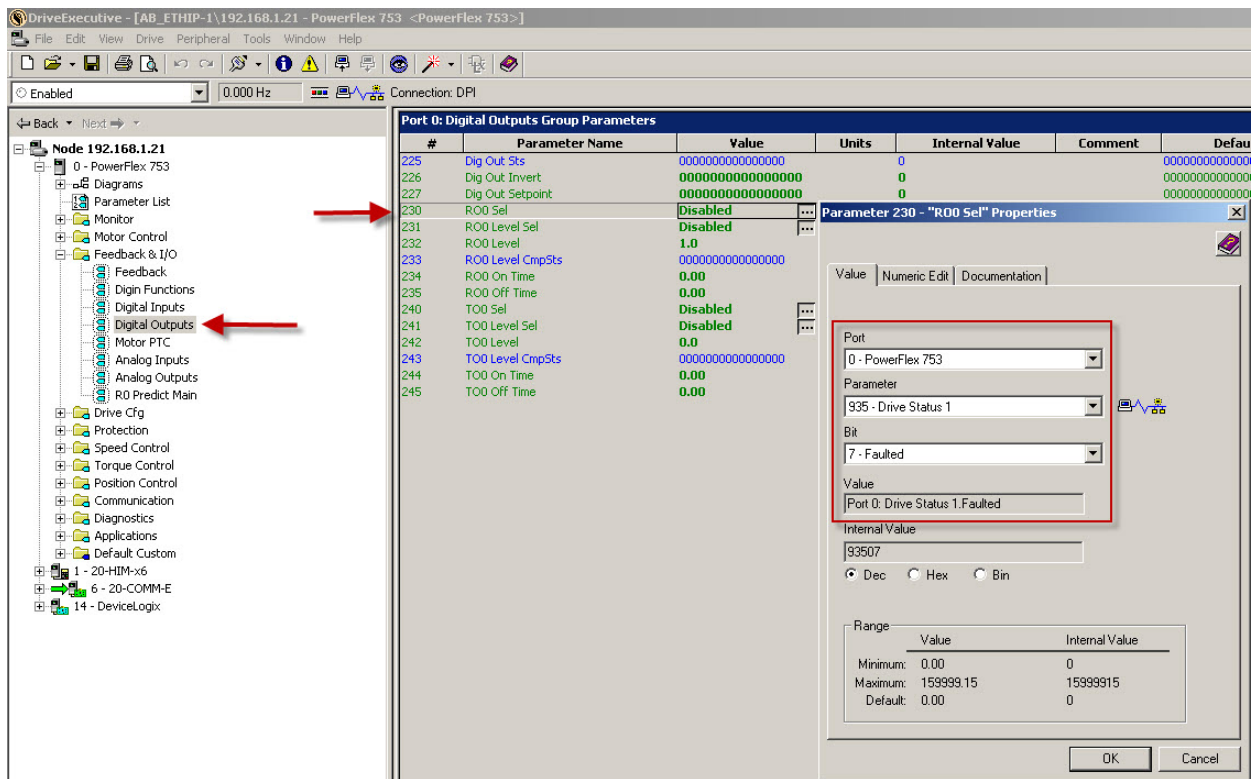 DriveExecutive - [AB_ETHIP-1\192.168.1.21 - PowerFlex 753 <PowerFlex 753>]
File Edit View Drive Peripheral Tools Window Help
Enabled 0.000 Hz Connection: DPI
Back Next
Node 192.168.1.21
0 - PowerFlex 753
Diagrams
Parameter List
Monitor
Motor Control
Feedback & I/O
Feedback
Digin Functions
Digital Inputs
Digital Outputs
Motor PTC
Analog Inputs
Analog Outputs
R0 Predict Main
Drive Cfg
Protection
Speed Control
Torque Control
Position Control
Communication
Diagnostics
Applications
Default Custom
1 - 20-HIM-x6
6 - 20-COMM-E
14 - DeviceLogix
Port 0: Digital Outputs Group Parameters
# Parameter Name Value Units Internal Value Comment Defau
225 Dig Out Sts 0000000000000000 0 0000000000000
226 Dig Out Invert 0000000000000000 0 0000000000000
227 Dig Out Setpoint 0000000000000000 0 0000000000000
230 RO0 Sel Disabled ...
231 RO0 Level Sel Disabled ...
232 RO0 Level 1.0
233 RO0 Level CmpSts 0000000000000000
234 RO0 On Time 0.00
235 RO0 Off Time 0.00
240 TO0 Sel Disabled ...
241 TO0 Level Sel Disabled ...
242 TO0 Level 0.0
243 TO0 Level CmpSts 0000000000000000
244 TO0 On Time 0.00
245 TO0 Off Time 0.00
Parameter 230 - "RO0 Sel" Properties
Value Numeric Edit Documentation
Port
0 - PowerFlex 753
Parameter
935 - Drive Status 1
Bit
7 - Faulted
Value
Port 0: Drive Status 1.Faulted
Internal Value
93507
Dec Hex Bin
Range
Value Internal Value
Minimum: 0.00 0
Maximum: 159999.15 15999915
Default: 0.00 0
OK Cancel